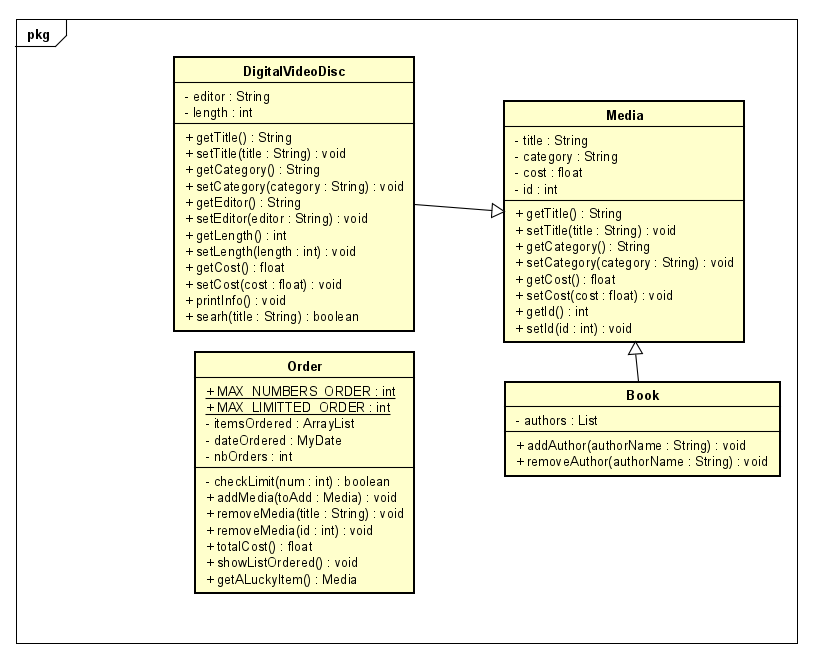 pkg
DigitalVideoDisc
- editor : String
- length : int
+ getTitle() : String
+ setTitle(title : String) : void
+ getCategory() : String
+ setCategory(category : String) : void
+ getEditor() : String
+ setEditor(editor : String) : void
+ getLength() : int
+ setLength(length : int) : void
+ getCost() : float
+ setCost(cost : float) : void
+ printInfo() : void
+ searh(title : String) : boolean
Media
- title : String
- category : String
- cost : float
- id : int
+ getTitle() : String
+ setTitle(title : String) : void
+ getCategory() : String
+ setCategory(category : String) : void
+ getCost() : float
+ setCost(cost : float) : void
+ getId() : int
+ setId(id : int) : void
Order
+ MAX_NUMBERS_ORDER : int
+ MAX_LIMITTED_ORDER : int
- itemsOrdered : ArrayList
- dateOrdered : MyDate
- nbOrders : int
- checkLimit(num : int) : boolean
+ addMedia(toAdd : Media) : void
+ removeMedia(title : String) : void
+ removeMedia(id : int) : void
+ totalCost() : float
+ showListOrdered() : void
+ getALuckyItem() : Media
Book
- authors : List
+ addAuthor(authorName : String) : void
+ removeAuthor(authorName : String) : void